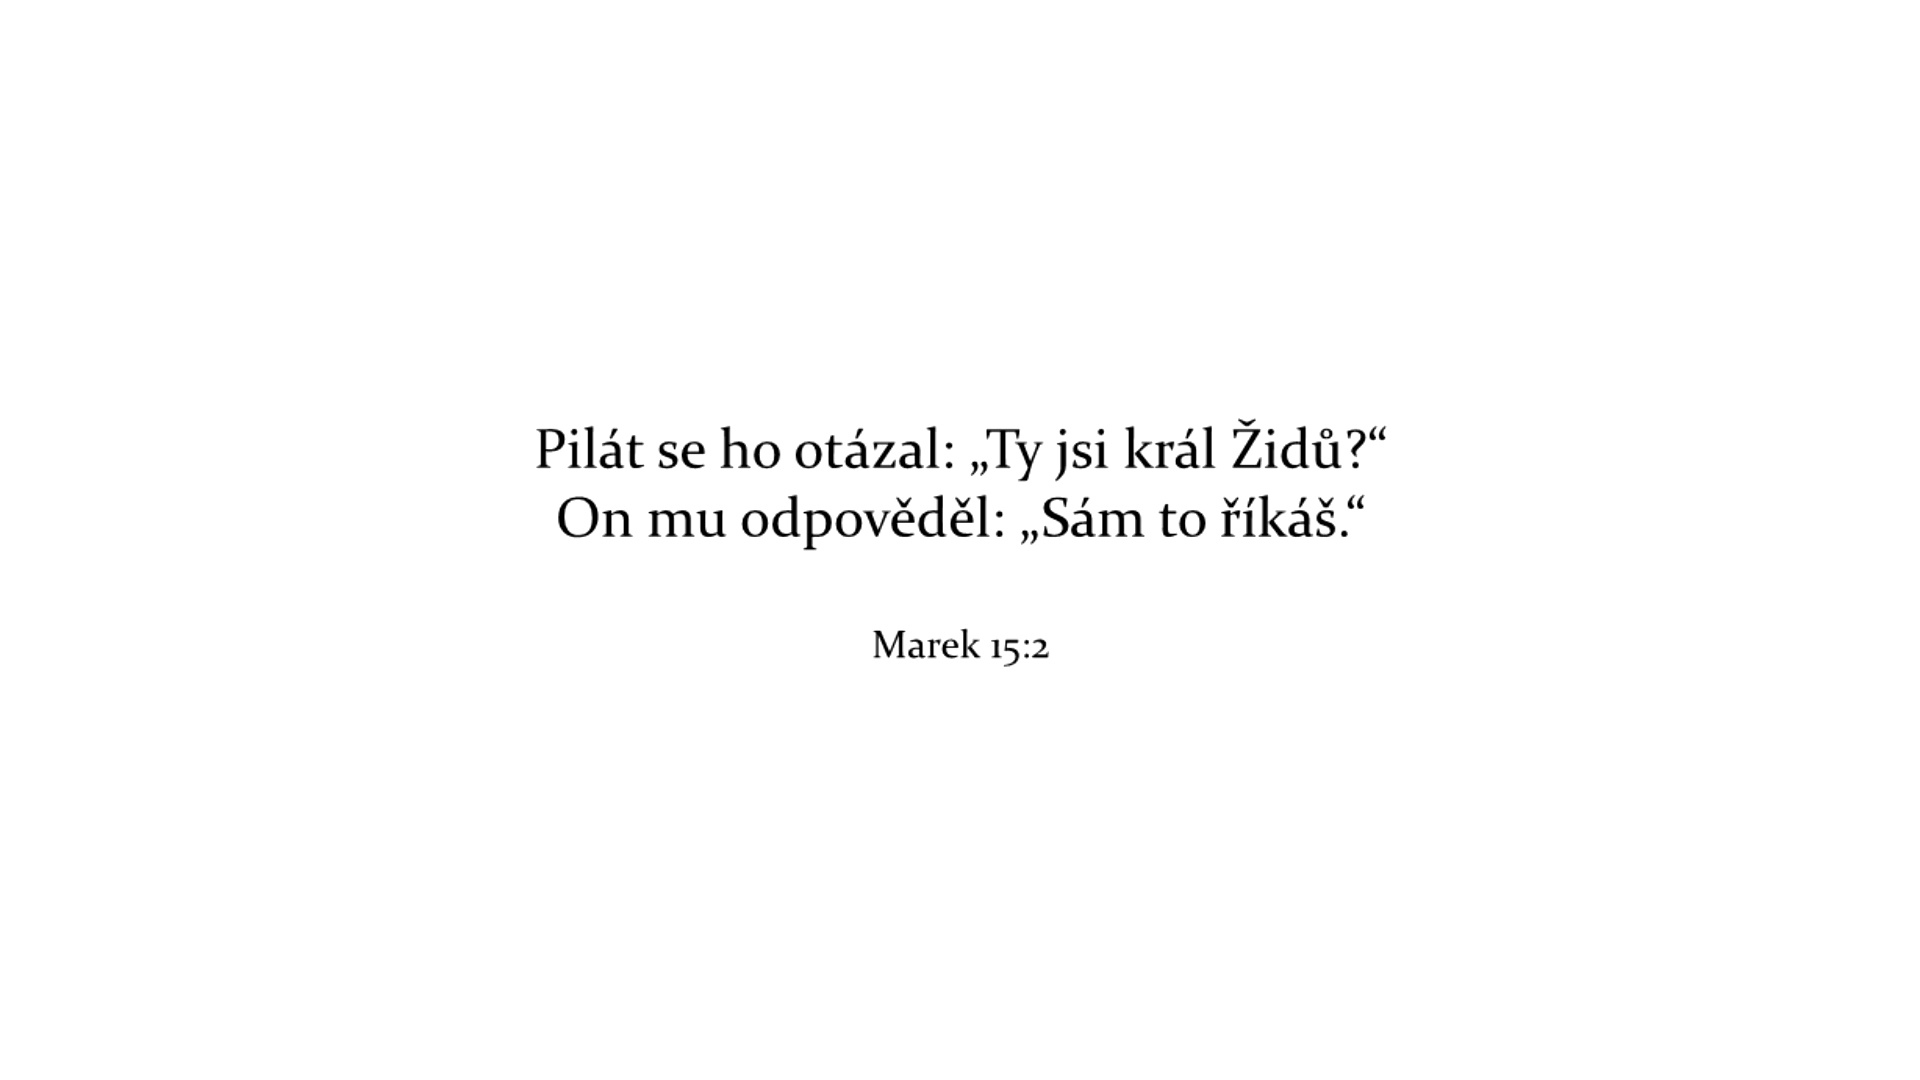 Pilát se ho otázal: „Ty jsi král Židů?“
On mu odpověděl: „Sám to říkáš.“
Marek 15:2